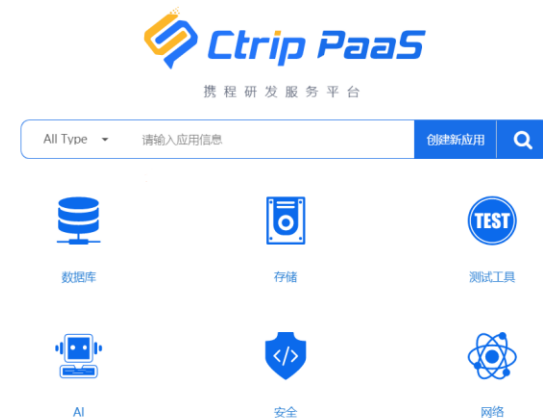 Ctrip PaaS
携程研发服务平台
All Type 请输入应用信息 创建新应用
TEST
数据库 存储 测试工具
AI 安全 网络